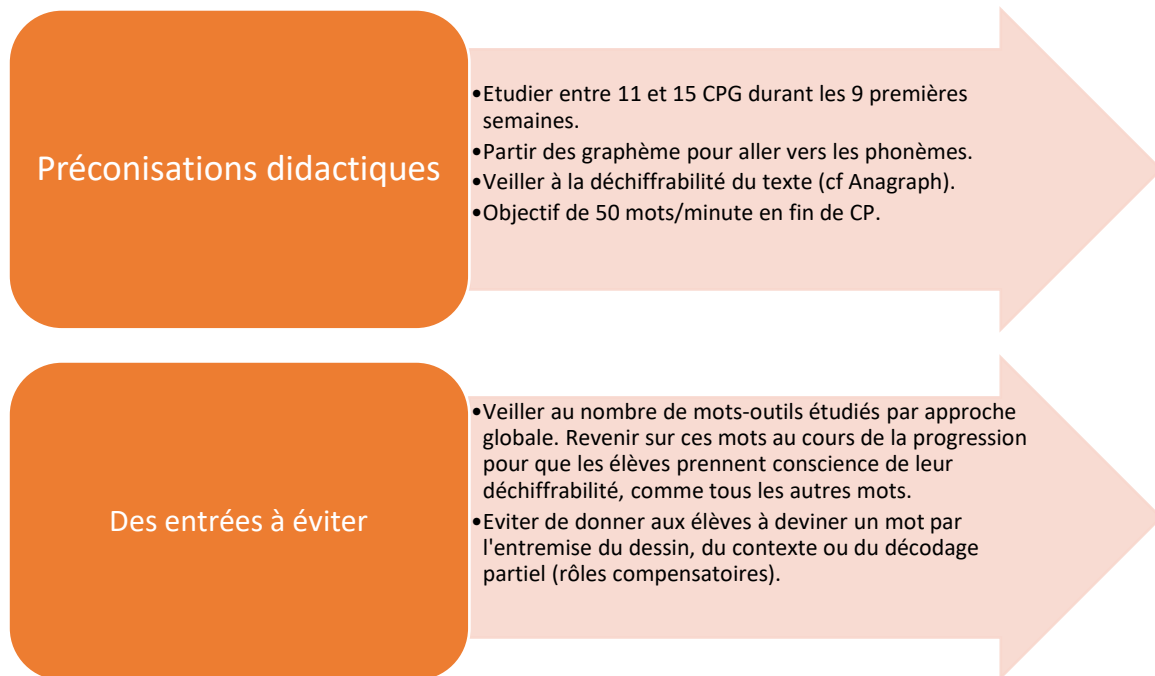 Préconisations didactiques
•Etudier entre 11 et 15 CPG durant les 9 premières
semaines.
•Partir des graphème pour aller vers les phonèmes.
•Veiller à la déchiffrabilité du texte (cf Anagraph).
•Objectif de 50 mots/minute en fin de CP.
Des entrées à éviter
•Veiller au nombre de mots-outils étudiés par approche
globale. Revenir sur ces mots au cours de la progression
pour que les élèves prennent conscience de leur
déchiffrabilité, comme tous les autres mots.
•Eviter de donner aux élèves à deviner un mot par
l'entremise du dessin, du contexte ou du décodage
partiel (rôles compensatoires).